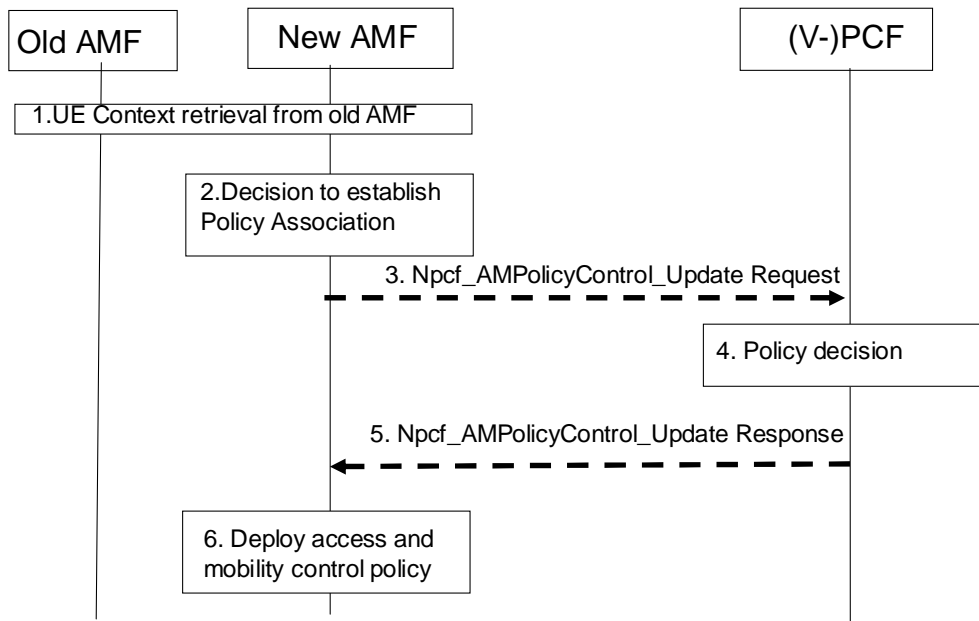 Old AMF
New AMF
(V-)PCF
1.UE Context retrieval from old AMF
2.Decision to establish
Policy Association
3. Npcf_AMPolicyControl_Update Request
4. Policy decision
5. Npcf_AMPolicyControl_Update Response
6. Deploy access and
mobility control policy